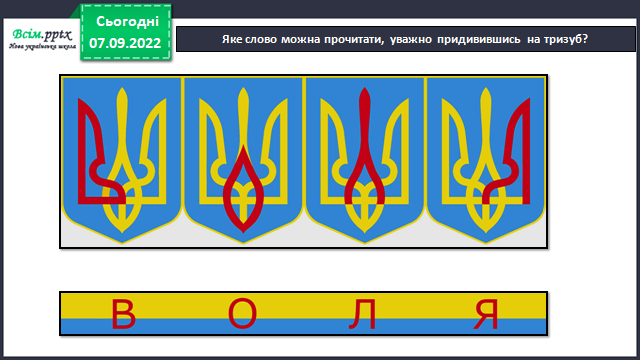 Всім.pptx
Нова українська школа
Сьогодні
07.09.2022
Яке слово можна прочитати, уважно придивившись на тризуб?
В О Л Я